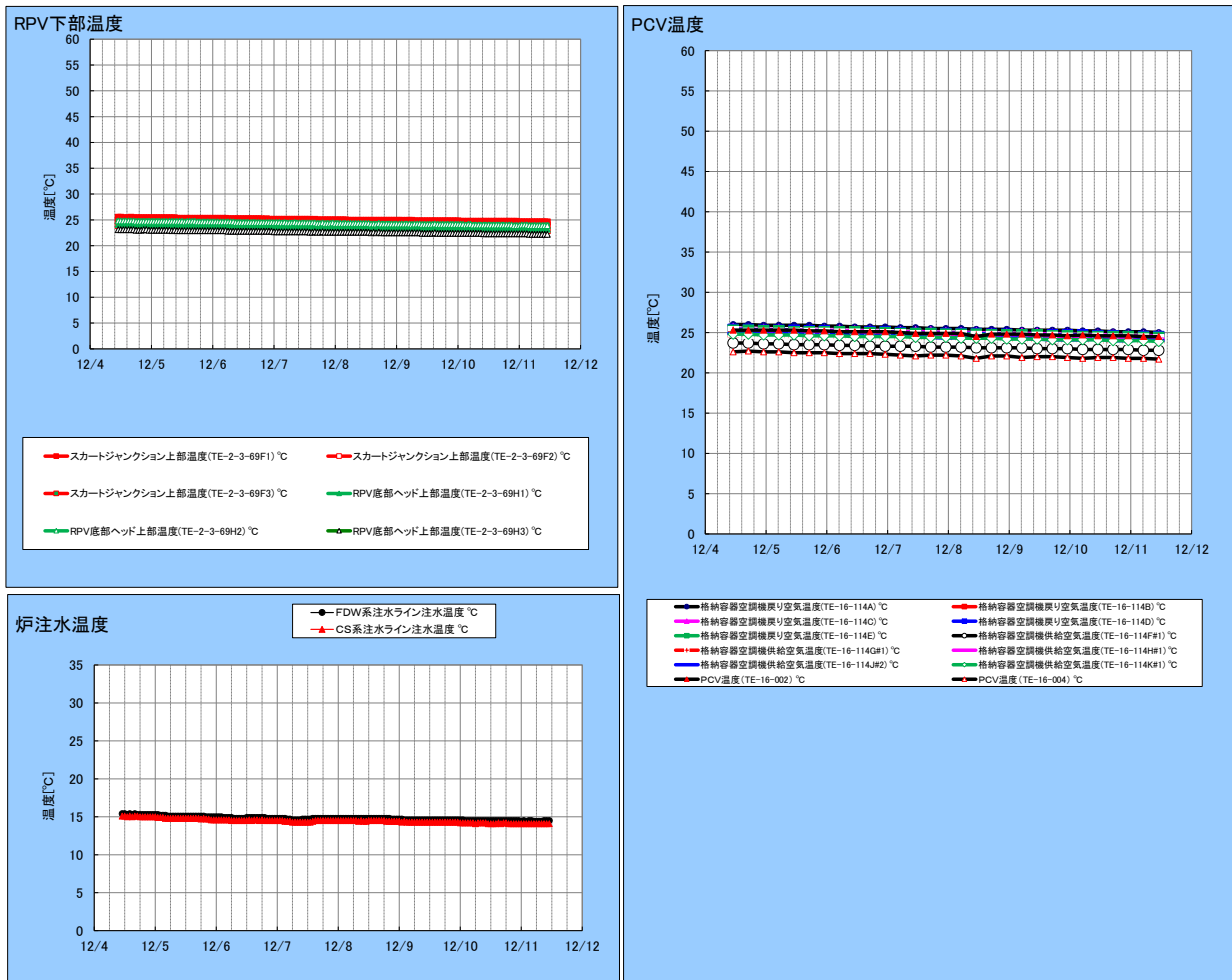 RPV下部温度
60
55
50
45
40
35
30
25
20
15
10
5
0
温度[℃]
12/4 12/5 12/6 12/7 12/8 12/9 12/10 12/11 12/12
スカートジャンクション上部温度(TE-2-3-69F1) ℃ スカートジャンクション上部温度(TE-2-3-69F2) ℃
スカートジャンクション上部温度(TE-2-3-69F3) ℃ RPV底部ヘッド上部温度(TE-2-3-69H1) ℃
RPV底部ヘッド上部温度(TE-2-3-69H2) ℃ RPV底部ヘッド上部温度(TE-2-3-69H3) ℃
炉注水温度
FDW系注水ライン注水温度 ℃
CS系注水ライン注水温度 ℃
35
30
25
20
15
10
5
0
温度[℃]
12/4 12/5 12/6 12/7 12/8 12/9 12/10 12/11 12/12
PCV温度
60
55
50
45
40
35
30
25
20
15
10
5
0
温度[℃]
12/4 12/5 12/6 12/7 12/8 12/9 12/10 12/11 12/12
格納容器空調機戻り空気温度(TE-16-114A) ℃ 格納容器空調機戻り空気温度(TE-16-114B) ℃
格納容器空調機戻り空気温度(TE-16-114C) ℃ 格納容器空調機戻り空気温度(TE-16-114D) ℃
格納容器空調機戻り空気温度(TE-16-114E) ℃ 格納容器空調機供給空気温度(TE-16-114F#1) ℃
格納容器空調機供給空気温度(TE-16-114G#1) ℃ 格納容器空調機供給空気温度(TE-16-114H#1) ℃
格納容器空調機供給空気温度(TE-16-114J#2) ℃ 格納容器空調機供給空気温度(TE-16-114K#1) ℃
PCV温度(TE-16-002) ℃ PCV温度(TE-16-004) ℃